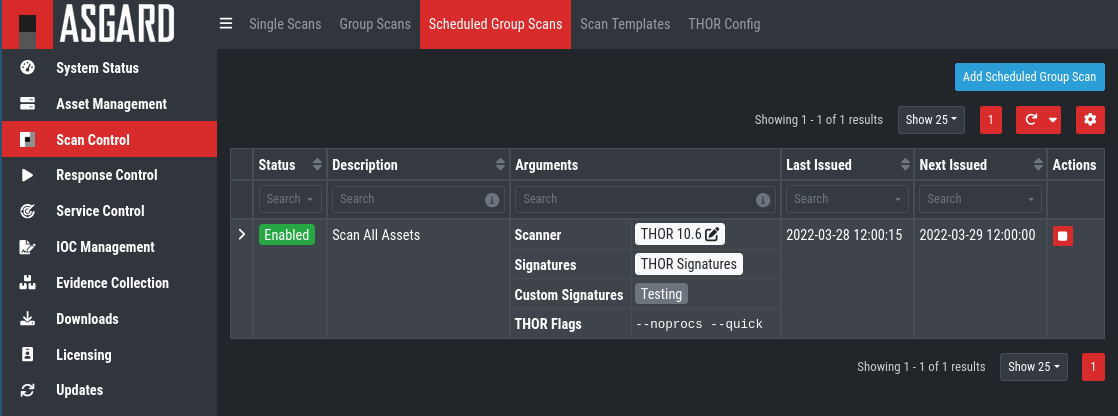 ASGARD
Single Scans Group Scans Scheduled Group Scans Scan Templates THOR Config
System Status
Asset Management
Scan Control
Response Control
Service Control
IOC Management
Evidence Collection
Downloads
Licensing
Updates
Add Scheduled Group Scan
Showing 1 - 1 of 1 results Show 25 1
Status Description Arguments Last Issued Next Issued Actions
Search Search Search Search Search
Enabled Scan All Assets Scanner THOR 10.6 2022-03-28 12:00:15 2022-03-29 12:00:00
Signatures THOR Signatures
Custom Signatures Testing
THOR Flags --noprocs --quick
Showing 1 - 1 of 1 results Show 25 1